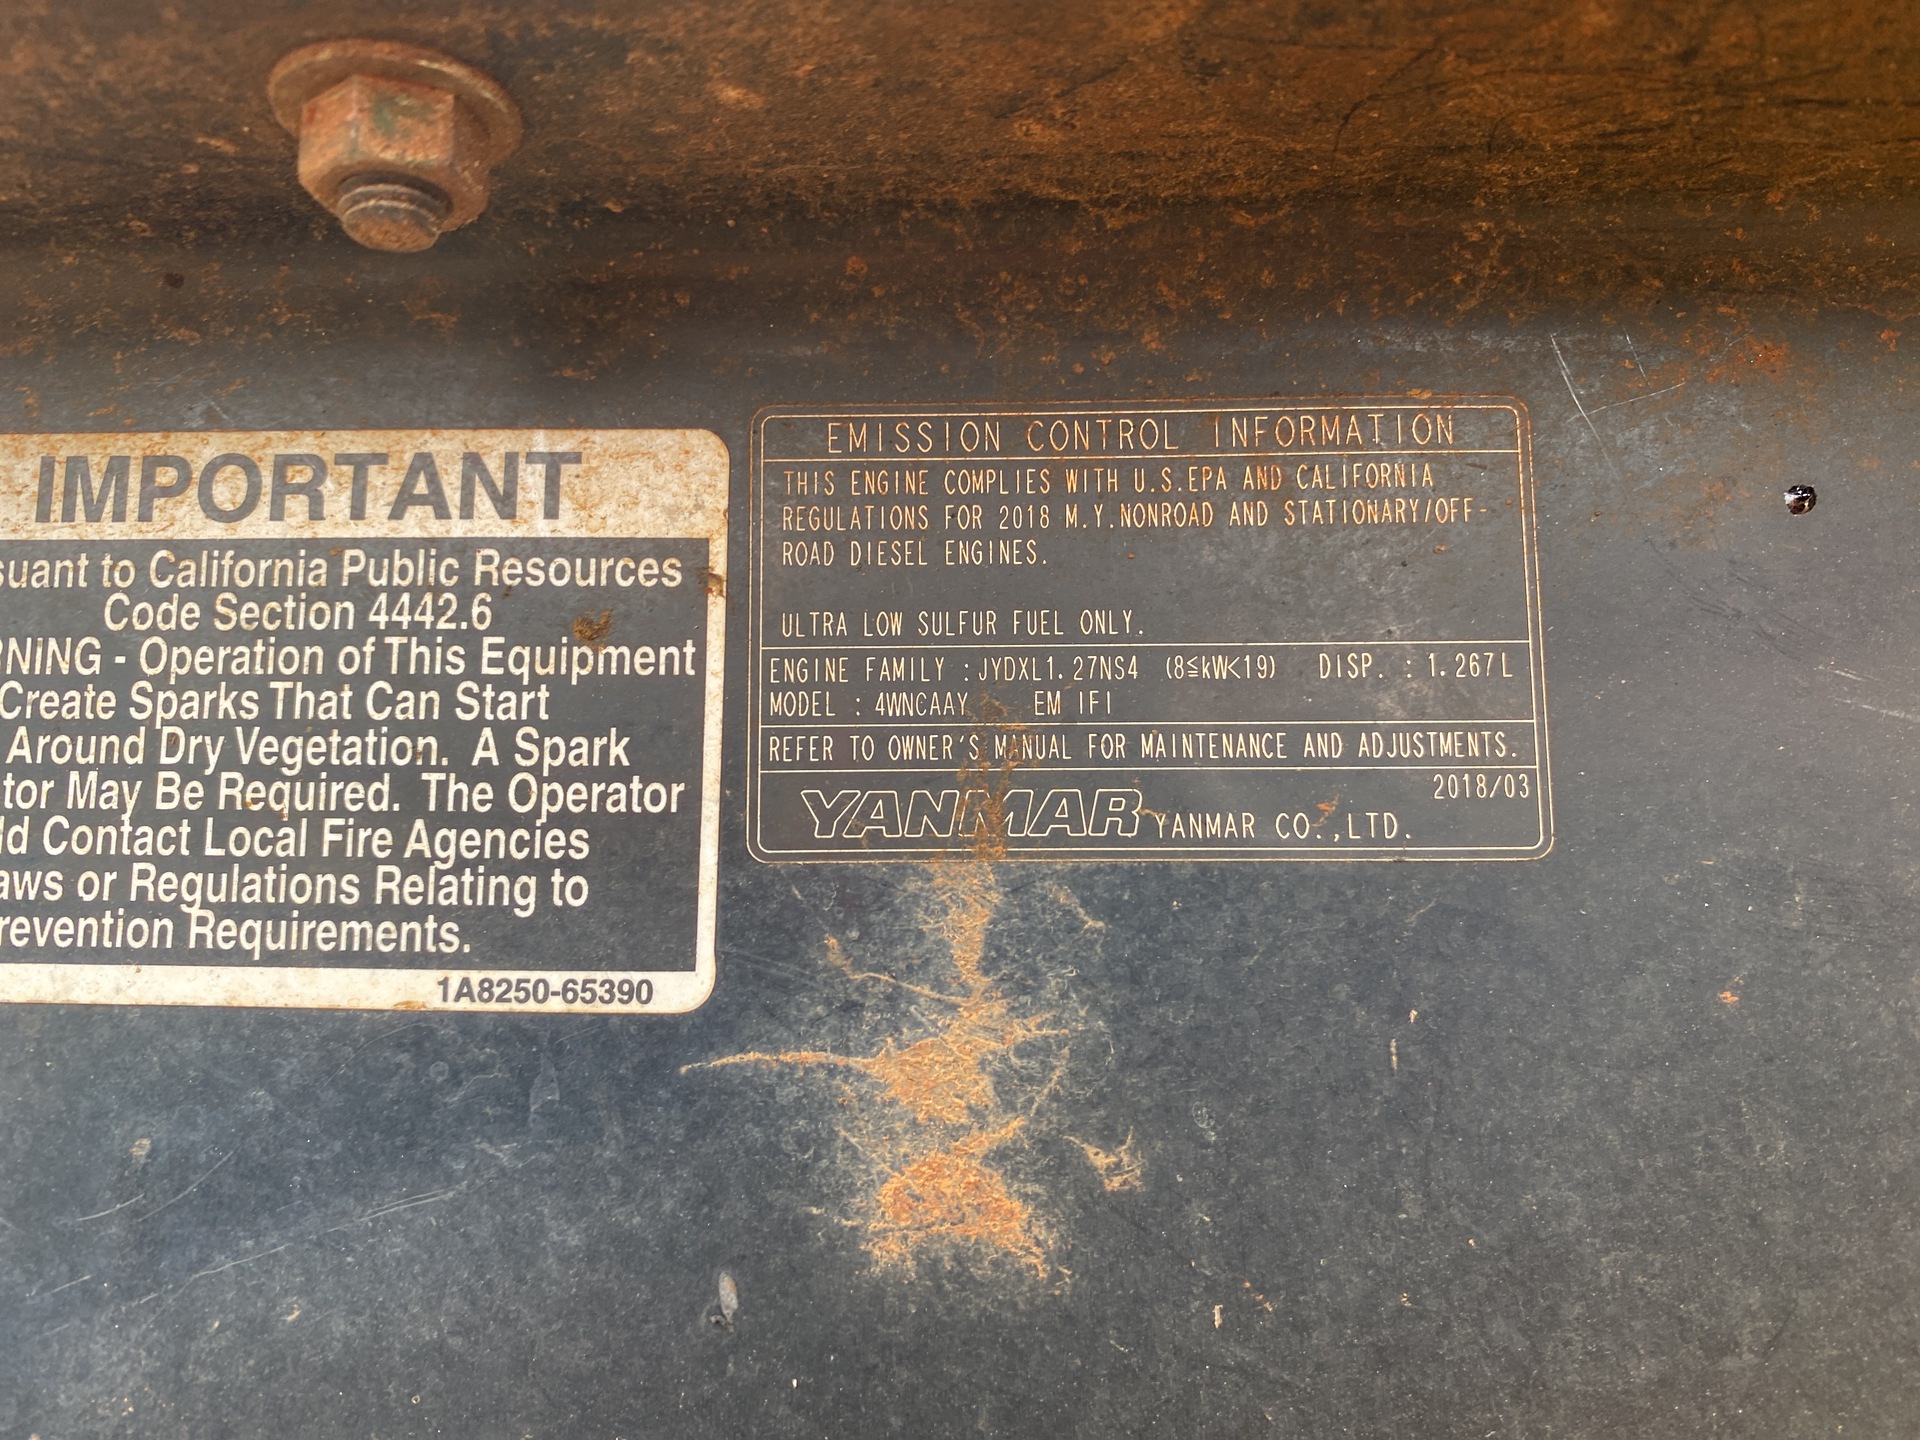 IMPORTANT
suant to California Public Resources
Code Section 4442.6
NING - Operation of This Equipment
Create Sparks That Can Start
Around Dry Vegetation. A Spark
tor May Be Required. The Operator
ld Contact Local Fire Agencies
aws or Regulations Relating to
revention Requirements.
1A8250-65390
EMISSION CONTROL INFORMATION
THIS ENGINE COMPLIES WITH U.S.EPA AND CALIFORNIA
REGULATIONS FOR 2018 M.Y.NONROAD AND STATIONARY/OFF-
ROAD DIESEL ENGINES.
ULTRA LOW SULFUR FUEL ONLY.
ENGINE FAMILY : JYDXL1.27NS4 (8≦kW<19) DISP. : 1.267L
MODEL : 4WNCAAY EM IFI
REFER TO OWNER'S MANUAL FOR MAINTENANCE AND ADJUSTMENTS.
2018/03
YANMAR YANMAR CO.,LTD.